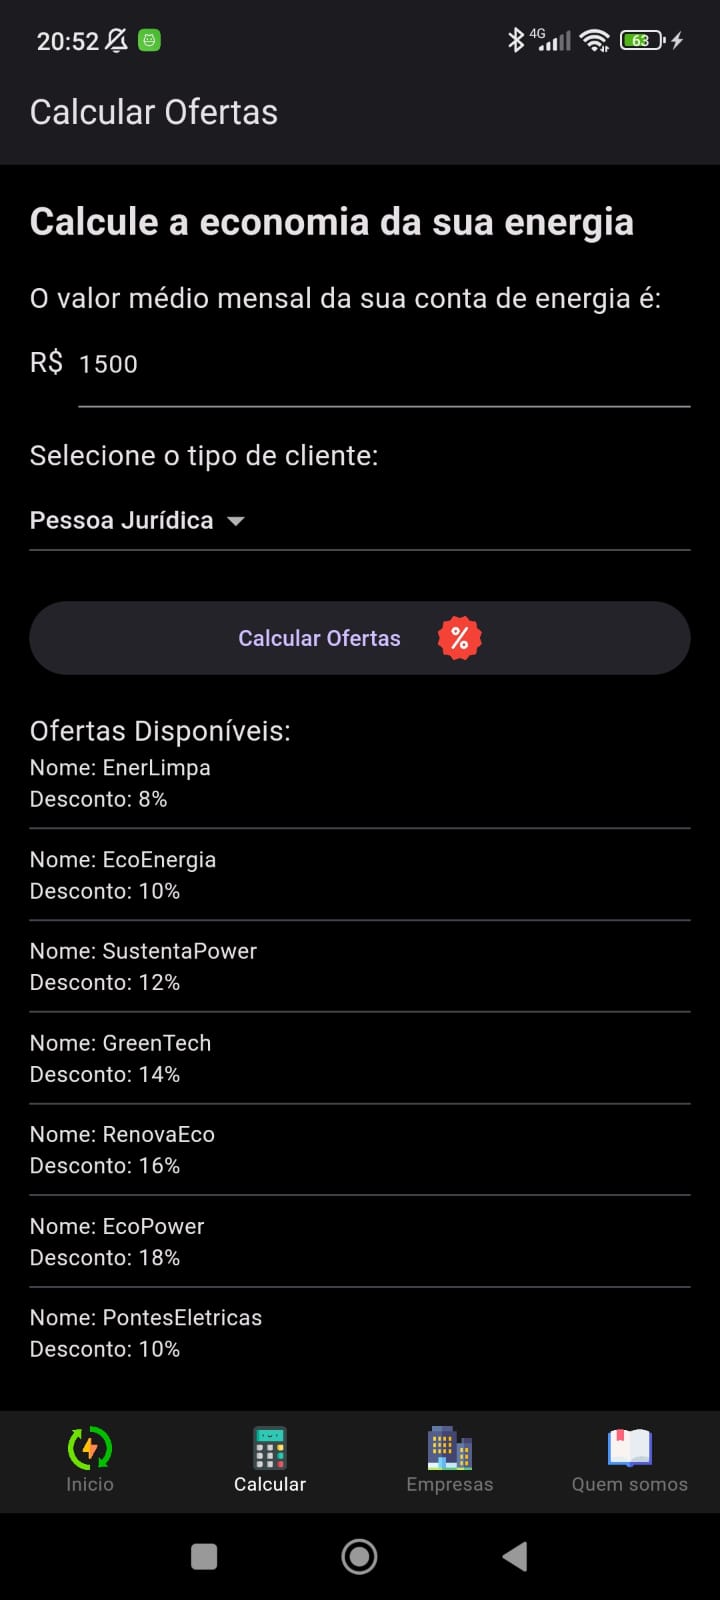 20:52
4G
63
Calcular Ofertas
Calcule a economia da sua energia
O valor médio mensal da sua conta de energia é:
R$ 1500
Selecione o tipo de cliente:
Pessoa Jurídica
Calcular Ofertas %
Ofertas Disponíveis:
Nome: EnerLimpa
Desconto: 8%
Nome: EcoEnergia
Desconto: 10%
Nome: SustentaPower
Desconto: 12%
Nome: GreenTech
Desconto: 14%
Nome: RenovaEco
Desconto: 16%
Nome: EcoPower
Desconto: 18%
Nome: PontesEletricas
Desconto: 10%
Inicio
Calcular
Empresas
Quem somos